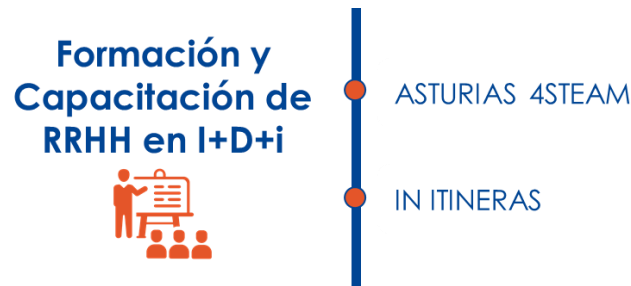 Formación y
Capacitación de
RRHH en I+D+i
ASTURIAS 4STEAM
IN ITINERAS